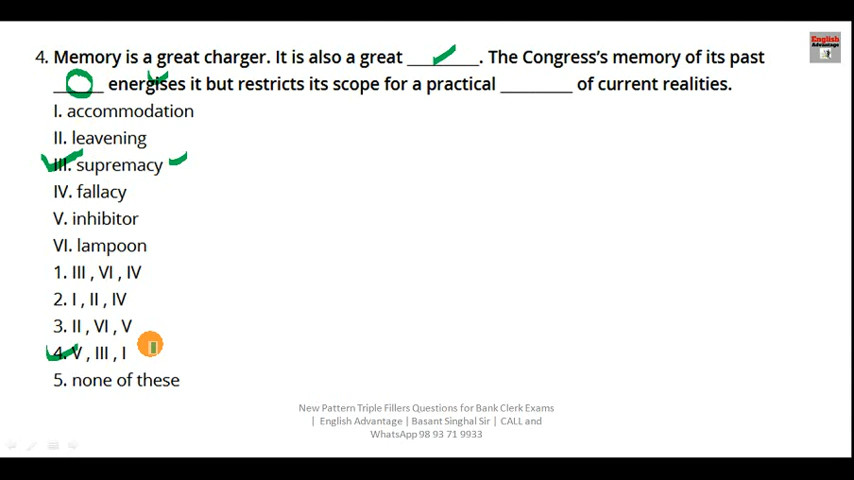 English
Advantage
4. Memory is a great charger. It is also a great ________. The Congress's memory of its past
______ energises it but restricts its scope for a practical ________ of current realities.
I. accommodation
II. leavening
III. supremacy
IV. fallacy
V. inhibitor
VI. lampoon
1. III , VI , IV
2. I , II , IV
3. II , VI , V
4. V , III , I
5. none of these
New Pattern Triple Fillers Questions for Bank Clerk Exams
| English Advantage | Basant Singhal Sir | CALL and
WhatsApp 98 93 71 9933